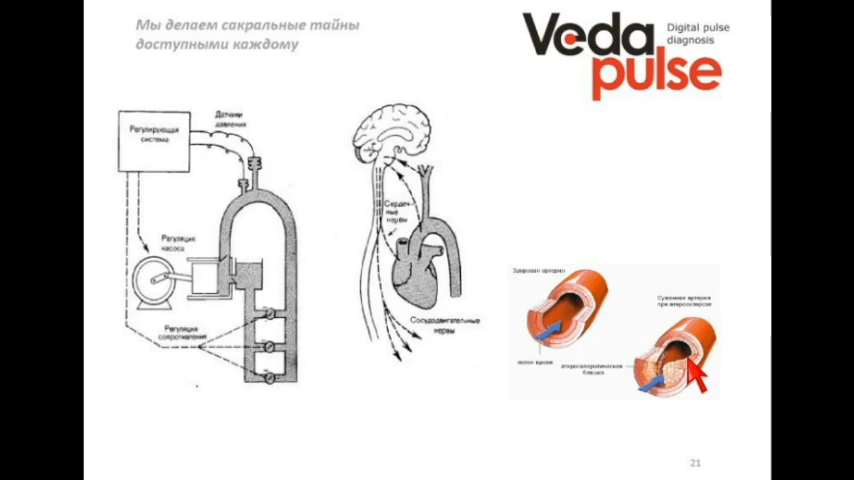 Мы делаем сакральные тайны
доступными каждому
Veda
pulse
Digital pulse
diagnosis
Регулирующая
система
Датчики
давления
Регуляция
насоса
Регуляция
сопротивления
Сердеч-
ные
нервы
Сосудодвигательные
нервы
Здоровая артерия
поток крови
Суженная артерия
при атеросклерозе
атеросклеротическая
бляшка
21